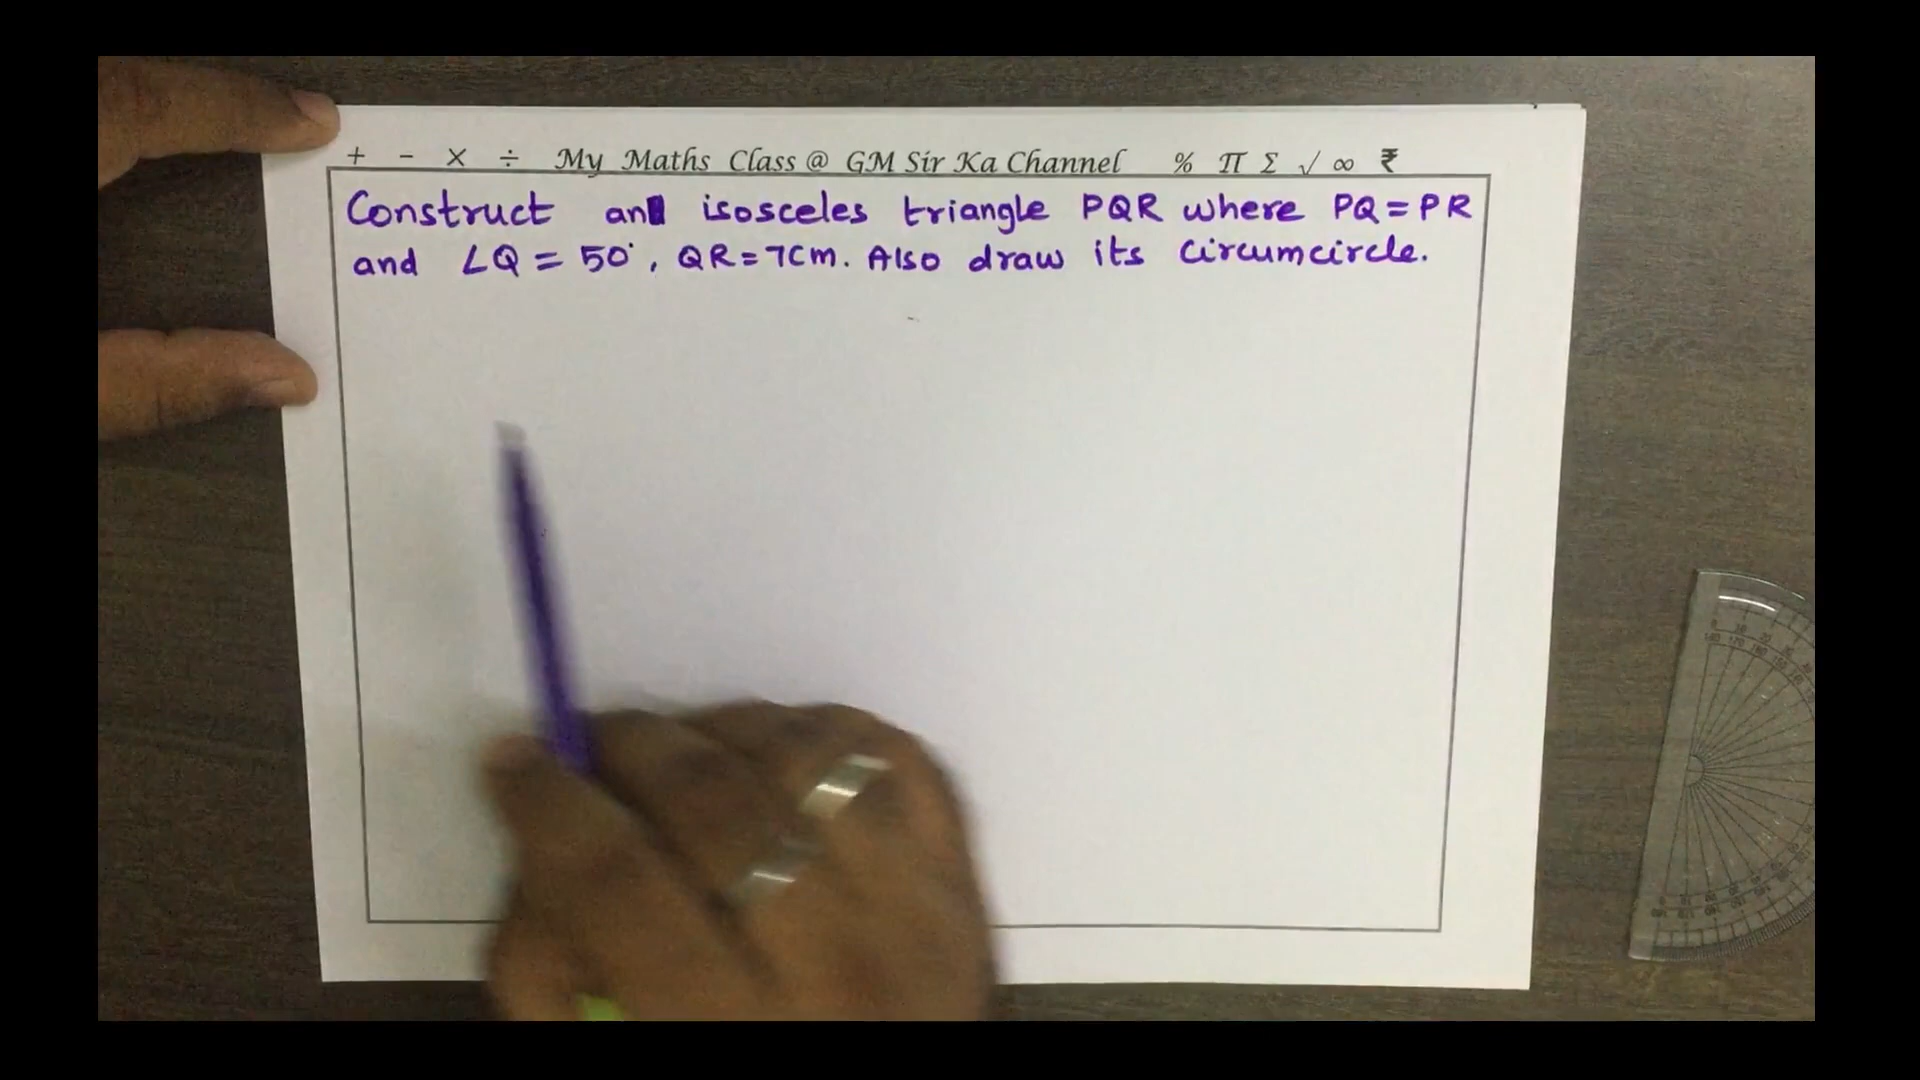 + - × ÷ My Maths Class @ GM Sir Ka Channel % Π Σ √ ∞ ₹
Construct an isosceles triangle PQR where PQ = PR
and ∠Q = 50°, QR = 7cm. Also draw its circumcircle.